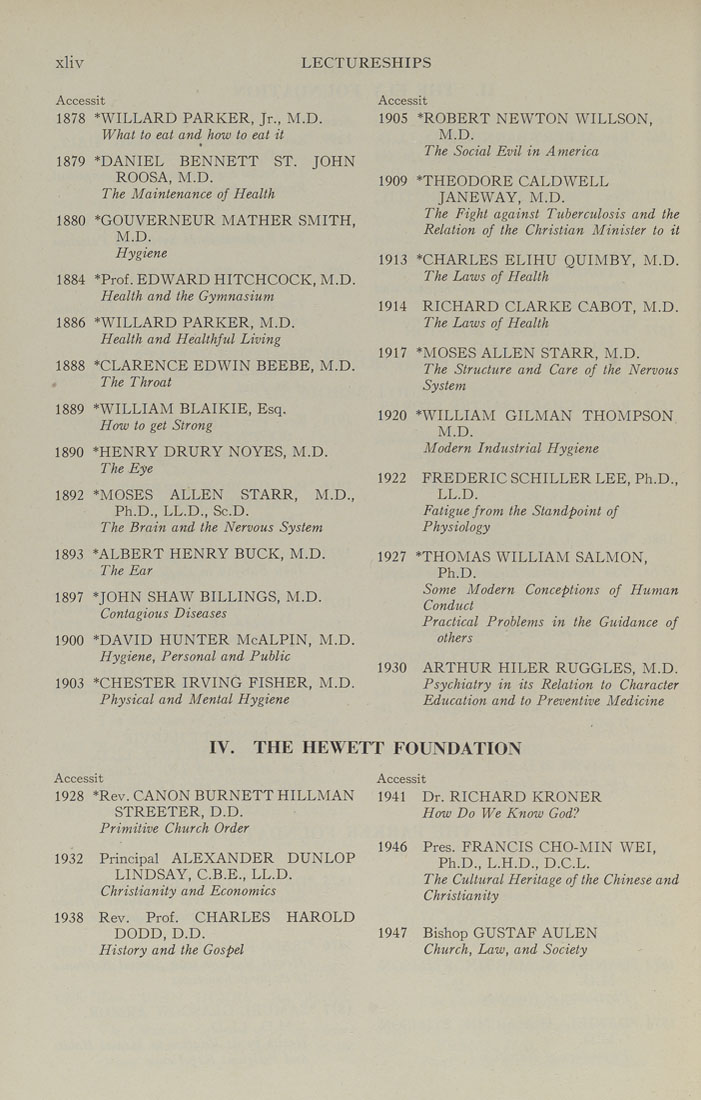 xliv
LECTURESHIPS
Accessit
1878 *WILLARD PARKER, Jr., M.D.
What to eat and how to eat it
1879 *DANIEL BENNETT ST. JOHN
ROOSA, M.D.
The Maintenance of Health
1880 *GOUVERNEUR MATHER SMITH,
M.D.
Hygiene
1884 *Prof. EDWARD HITCHCOCK, M.D.
Health and the Gymnasium
1886 *WILLARD PARKER, M.D.
Health and Healthful Living
1888 *CLARENCE EDWIN BEEBE, M.D.
The Throat
1889 *WILLIAM BLAIKIE, Esq.
How to get Strong
1890 *HENRY DRURY NOYES, M.D.
The Eye
1892 *MOSES ALLEN STARR, M.D.,
Ph.D., LL.D., Sc.D.
The Brain and the Nervous System
1893 *ALBERT HENRY BUCK, M.D.
The Ear
1897 *JOHN SHAW BILLINGS, M.D.
Contagious Diseases
1900 *DAVID HUNTER McALPIN, M.D.
Hygiene, Personal and Public
1903 *CHESTER IRVING FISHER, M.D.
Physical and Mental Hygiene
Accessit
1905 *ROBERT NEWTON WILLSON,
M.D.
The Social Evil in America
1909 *THEODORE CALDWELL
JANEWAY, M.D.
The Fight against Tuberculosis and the
Relation of the Christian Minister to it
1913 *CHARLES ELIHU QUIMBY, M.D.
The Laws of Health
1914 RICHARD CLARKE CABOT, M.D.
The Laws of Health
1917 *MOSES ALLEN STARR, M.D.
The Structure and Care of the Nervous
System
1920 *WILLIAM GILMAN THOMPSON
M.D.
Modern Industrial Hygiene
1922 FREDERIC SCHILLER LEE, Ph.D.,
LL.D.
Fatigue from the Standpoint of
Physiology
1927 *THOMAS WILLIAM SALMON,
Ph.D.
Some Modern Conceptions of Human
Conduct
Practical Problems in the Guidance of
others
1930 ARTHUR HILER RUGGLES, M.D.
Psychiatry in its Relation to Character
Education and to Preventive Medicine
IV. THE HEWETT FOUNDATION
Accessit
1928 *Rev. CANON BURNETT HILLMAN
STREETER, D.D.
Primitive Church Order
1932 Principal ALEXANDER DUNLOP
LINDSAY, C.B.E., LL.D.
Christianity and Economics
1938 Rev. Prof. CHARLES HAROLD
DODD, D.D.
History and the Gospel
Accessit
1941 Dr. RICHARD KRONER
How Do We Know God?
1946 Pres. FRANCIS CHO-MIN WEI,
Ph.D., L.H.D., D.C.L.
The Cultural Heritage of the Chinese and
Christianity
1947 Bishop GUSTAF AULEN
Church, Law, and Society